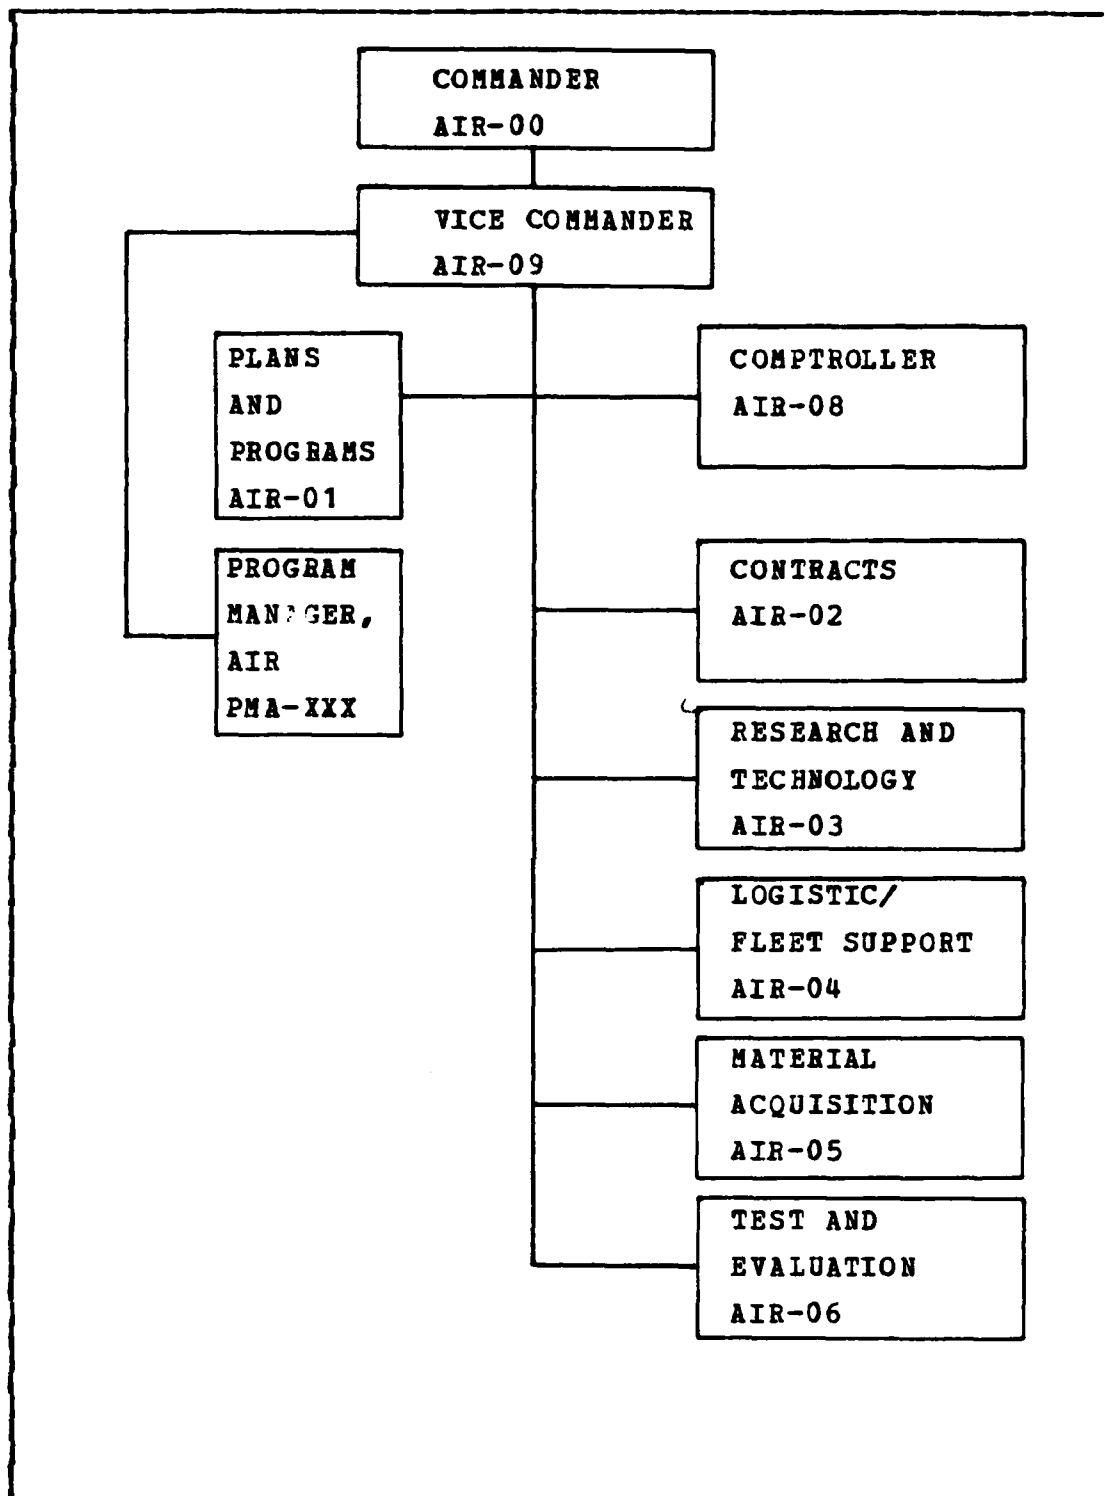 COMMANDER
AIR-00
VICE COMMANDER
AIR-09
PLANS
AND
PROGRAMS
AIR-01
COMPTROLLER
AIR-08
PROGRAM
MANAGER,
AIR
PMA-XXX
CONTRACTS
AIR-02
RESEARCH AND
TECHNOLOGY
AIR-03
LOGISTIC/
FLEET SUPPORT
AIR-04
MATERIAL
ACQUISITION
AIR-05
TEST AND
EVALUATION
AIR-06